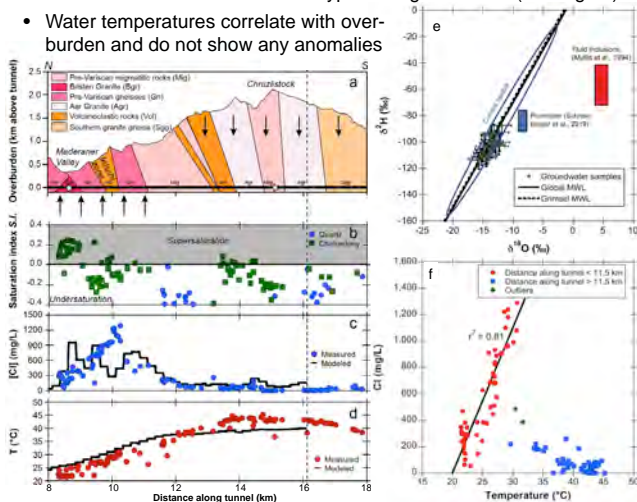 • Water temperatures correlate with over-
burden and do not show any anomalies
N
S
a
Overburden (km above tunnel)
2.5
2.0
1.5
1.0
0.5
0.0
Pre-Variscan migmatitic rocks (Mig)
Bristen Granite (Bgr)
Pre-Variscan gneisses (Gn)
Aar Granite (Agr)
Volcanoclastic rocks (Vol)
Southern granite gneiss (Sgg)
Chrüzlistock
Maderaner
Valley
b
Saturation index S.I.
0.4
0.2
0.0
-0.2
-0.4
Supersaturation
Undersaturation
Quartz
Chalcedony
c
[Cl] (mg/L)
1500
1200
900
600
300
0
Measured
Modeled
d
T (°C)
50
45
40
35
30
25
20
Measured
Modeled
8 10 12 14 16 18
Distance along tunnel (km)
e
δ²H (‰)
0
-20
-40
-60
-80
-100
-120
-140
-160
Fluid inclusions
(Mullis et al.,
1994)
Groundwater samples
Global MWL
Grimsel MWL
-25 -20 -15 -10 -5 0 5 10
δ¹⁸O (‰)
f
Cl (mg/L)
1,600
1,400
1,200
1,000
800
600
400
200
0
Distance along tunnel < 11.5 km
Distance along tunnel > 11.5 km
Outliers
r² = 0.81
15 20 25 30 35 40 45 50
Temperature (°C)